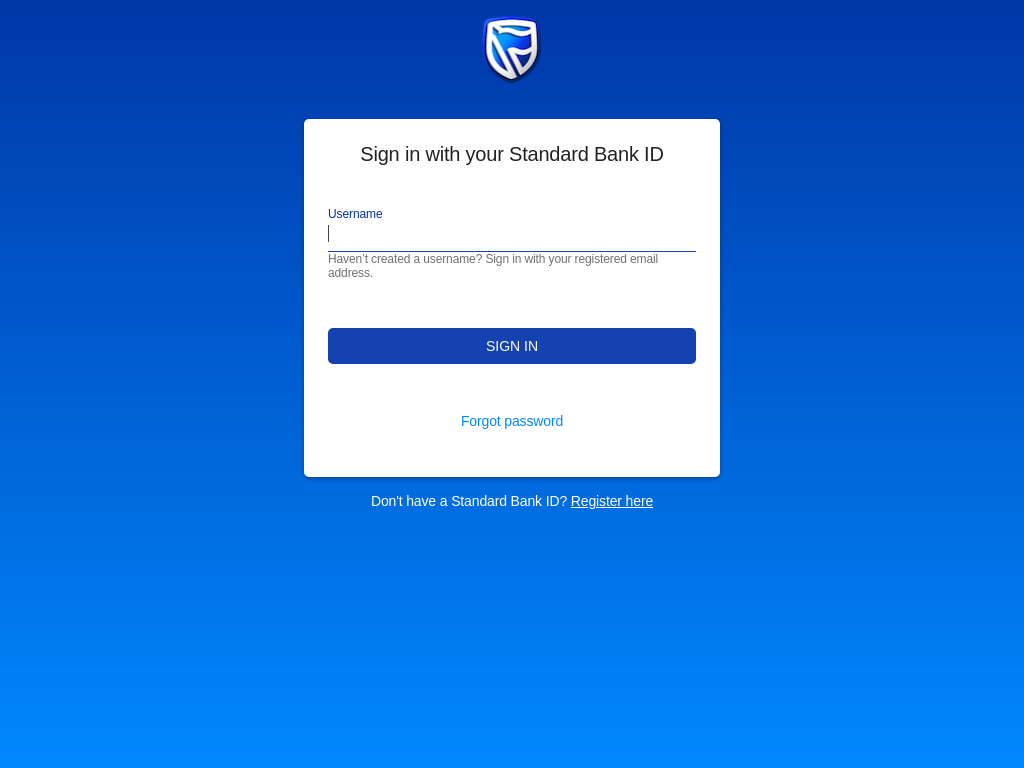 Sign in with your Standard Bank ID
Username
Haven’t created a username? Sign in with your registered email
address.
SIGN IN
Forgot password
Don't have a Standard Bank ID? Register here